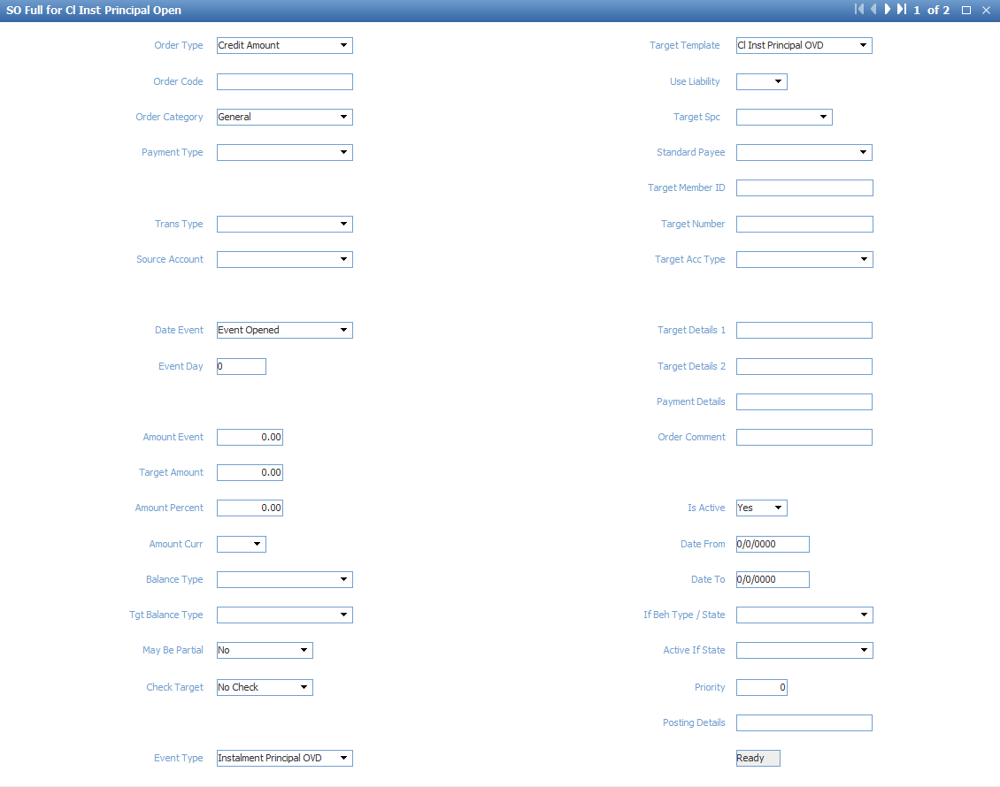 SO Full for Cl Inst Principal Open 1 of 2
Order Type Credit Amount Target Template Cl Inst Principal OVD
Order Code Use Liability
Order Category General Target Spc
Payment Type Standard Payee
Target Member ID
Trans Type Target Number
Source Account Target Acc Type
Date Event Event Opened Target Details 1
Event Day 0 Target Details 2
Payment Details
Amount Event 0.00 Order Comment
Target Amount 0.00
Amount Percent 0.00 Is Active Yes
Amount Curr Date From 0/0/0000
Balance Type Date To 0/0/0000
Tgt Balance Type If Beh Type / State
May Be Partial No Active If State
Check Target No Check Priority 0
Posting Details
Event Type Instalment Principal OVD Ready